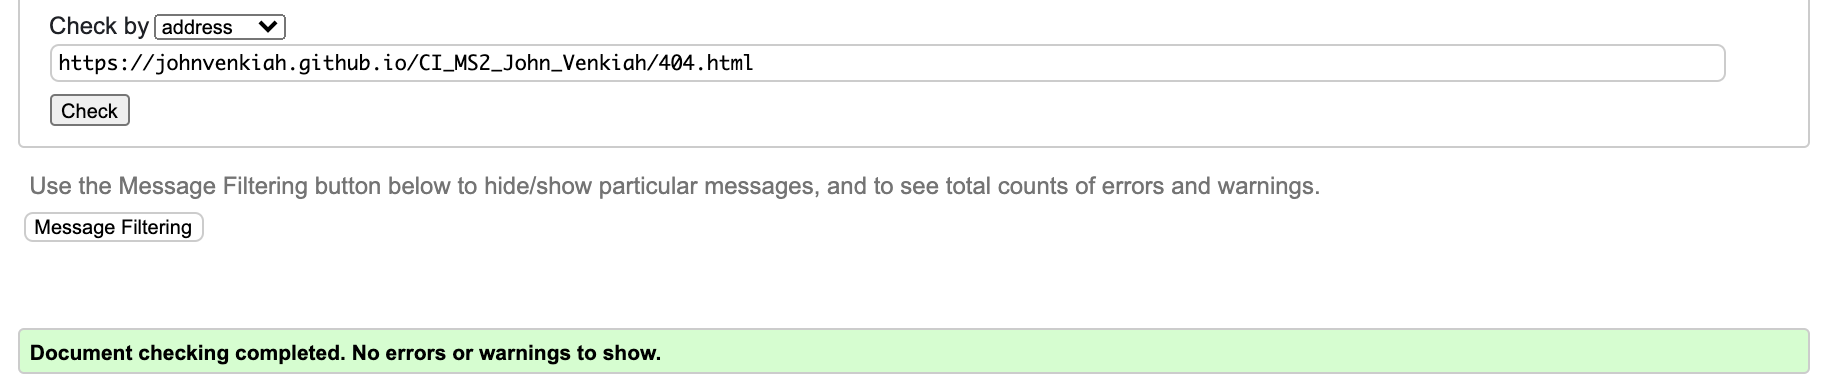 Check by address
https://johnvenkiah.github.io/CI_MS2_John_Venkiah/404.html
Check
Use the Message Filtering button below to hide/show particular messages, and to see total counts of errors and warnings.
Message Filtering
Document checking completed. No errors or warnings to show.